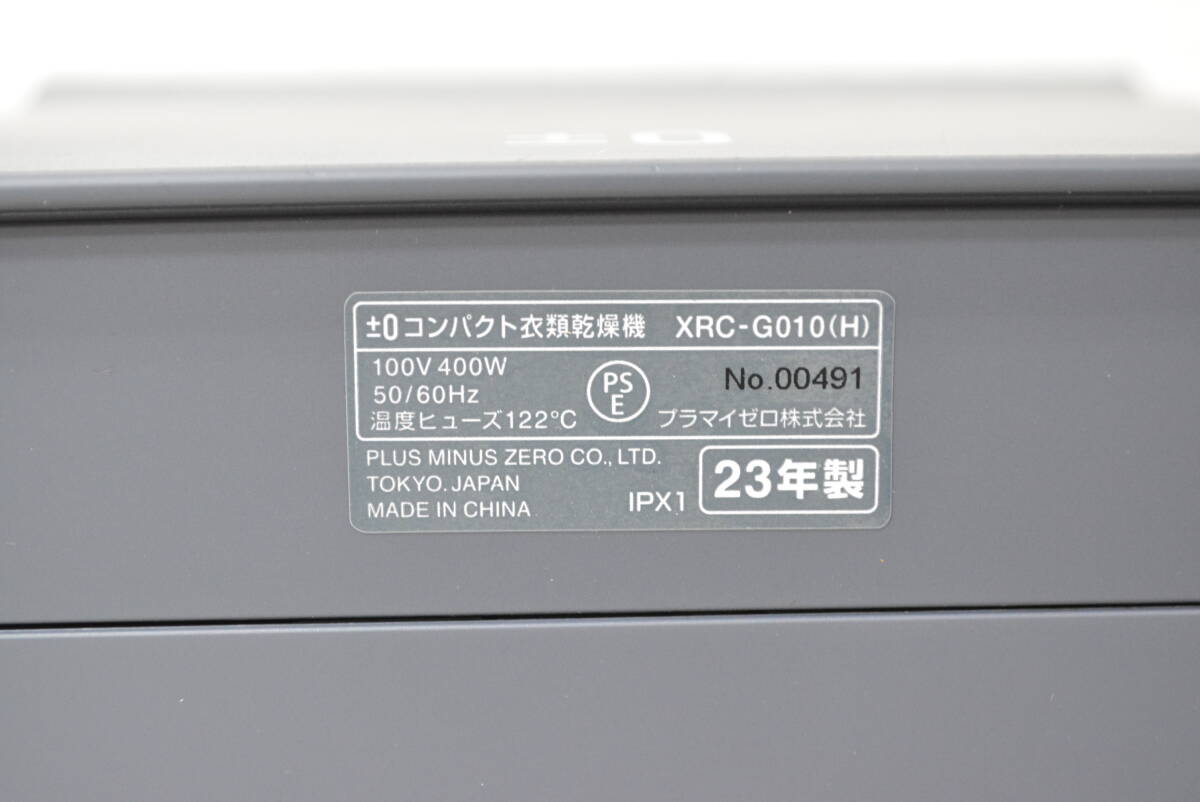 ±0
±0コンパクト衣類乾燥機 XRC-G010(H)
100V 400W
50/60Hz
温度ヒューズ122℃
PS
E
No.00491
プラマイゼロ株式会社
PLUS MINUS ZERO CO., LTD.
TOKYO. JAPAN
MADE IN CHINA
IPX1
23年製